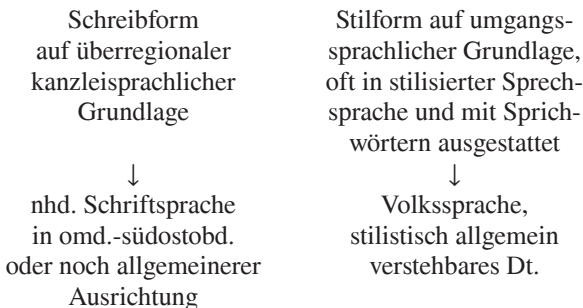 Schreibform
auf überregionaler
kanzleisprachlicher
Grundlage
↓
nhd. Schriftsprache
in omd.-südostobd.
oder noch allgemeinerer
Ausrichtung
Stilform auf umgangs-
sprachlicher Grundlage,
oft in stilisierter Sprech-
sprache und mit Sprich-
wörtern ausgestattet
↓
Volkssprache,
stilistisch allgemein
verstehbares Dt.